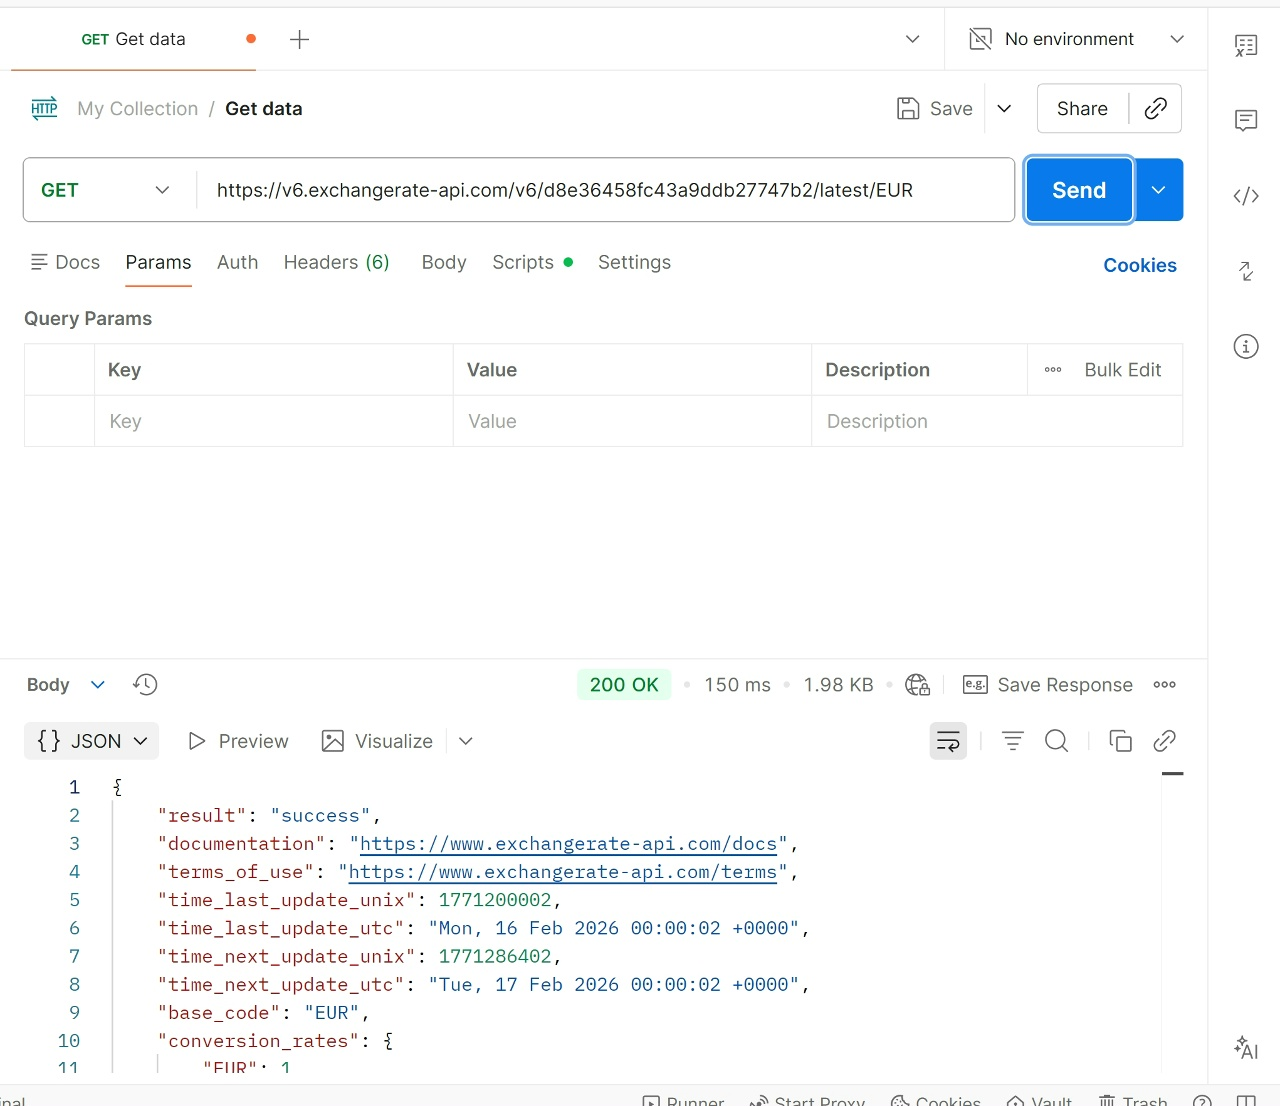 GET Get data
No environment
HTTP My Collection / Get data
Save
Share
GET
https://v6.exchangerate-api.com/v6/d8e36458fc43a9ddb27747b2/latest/EUR
Send
Docs Params Auth Headers (6) Body Scripts Settings
Cookies
Query Params
Key Value Description Bulk Edit
Key Value Description
Body 200 OK • 150 ms • 1.98 KB • e.g. Save Response
{} JSON Preview Visualize
1 {
2 "result": "success",
3 "documentation": "https://www.exchangerate-api.com/docs",
4 "terms_of_use": "https://www.exchangerate-api.com/terms",
5 "time_last_update_unix": 1771200002,
6 "time_last_update_utc": "Mon, 16 Feb 2026 00:00:02 +0000",
7 "time_next_update_unix": 1771286402,
8 "time_next_update_utc": "Tue, 17 Feb 2026 00:00:02 +0000",
9 "base_code": "EUR",
10 "conversion_rates": {
11 "EUR": 1
AI
Runner Start Proxy Cookies Vault Trash